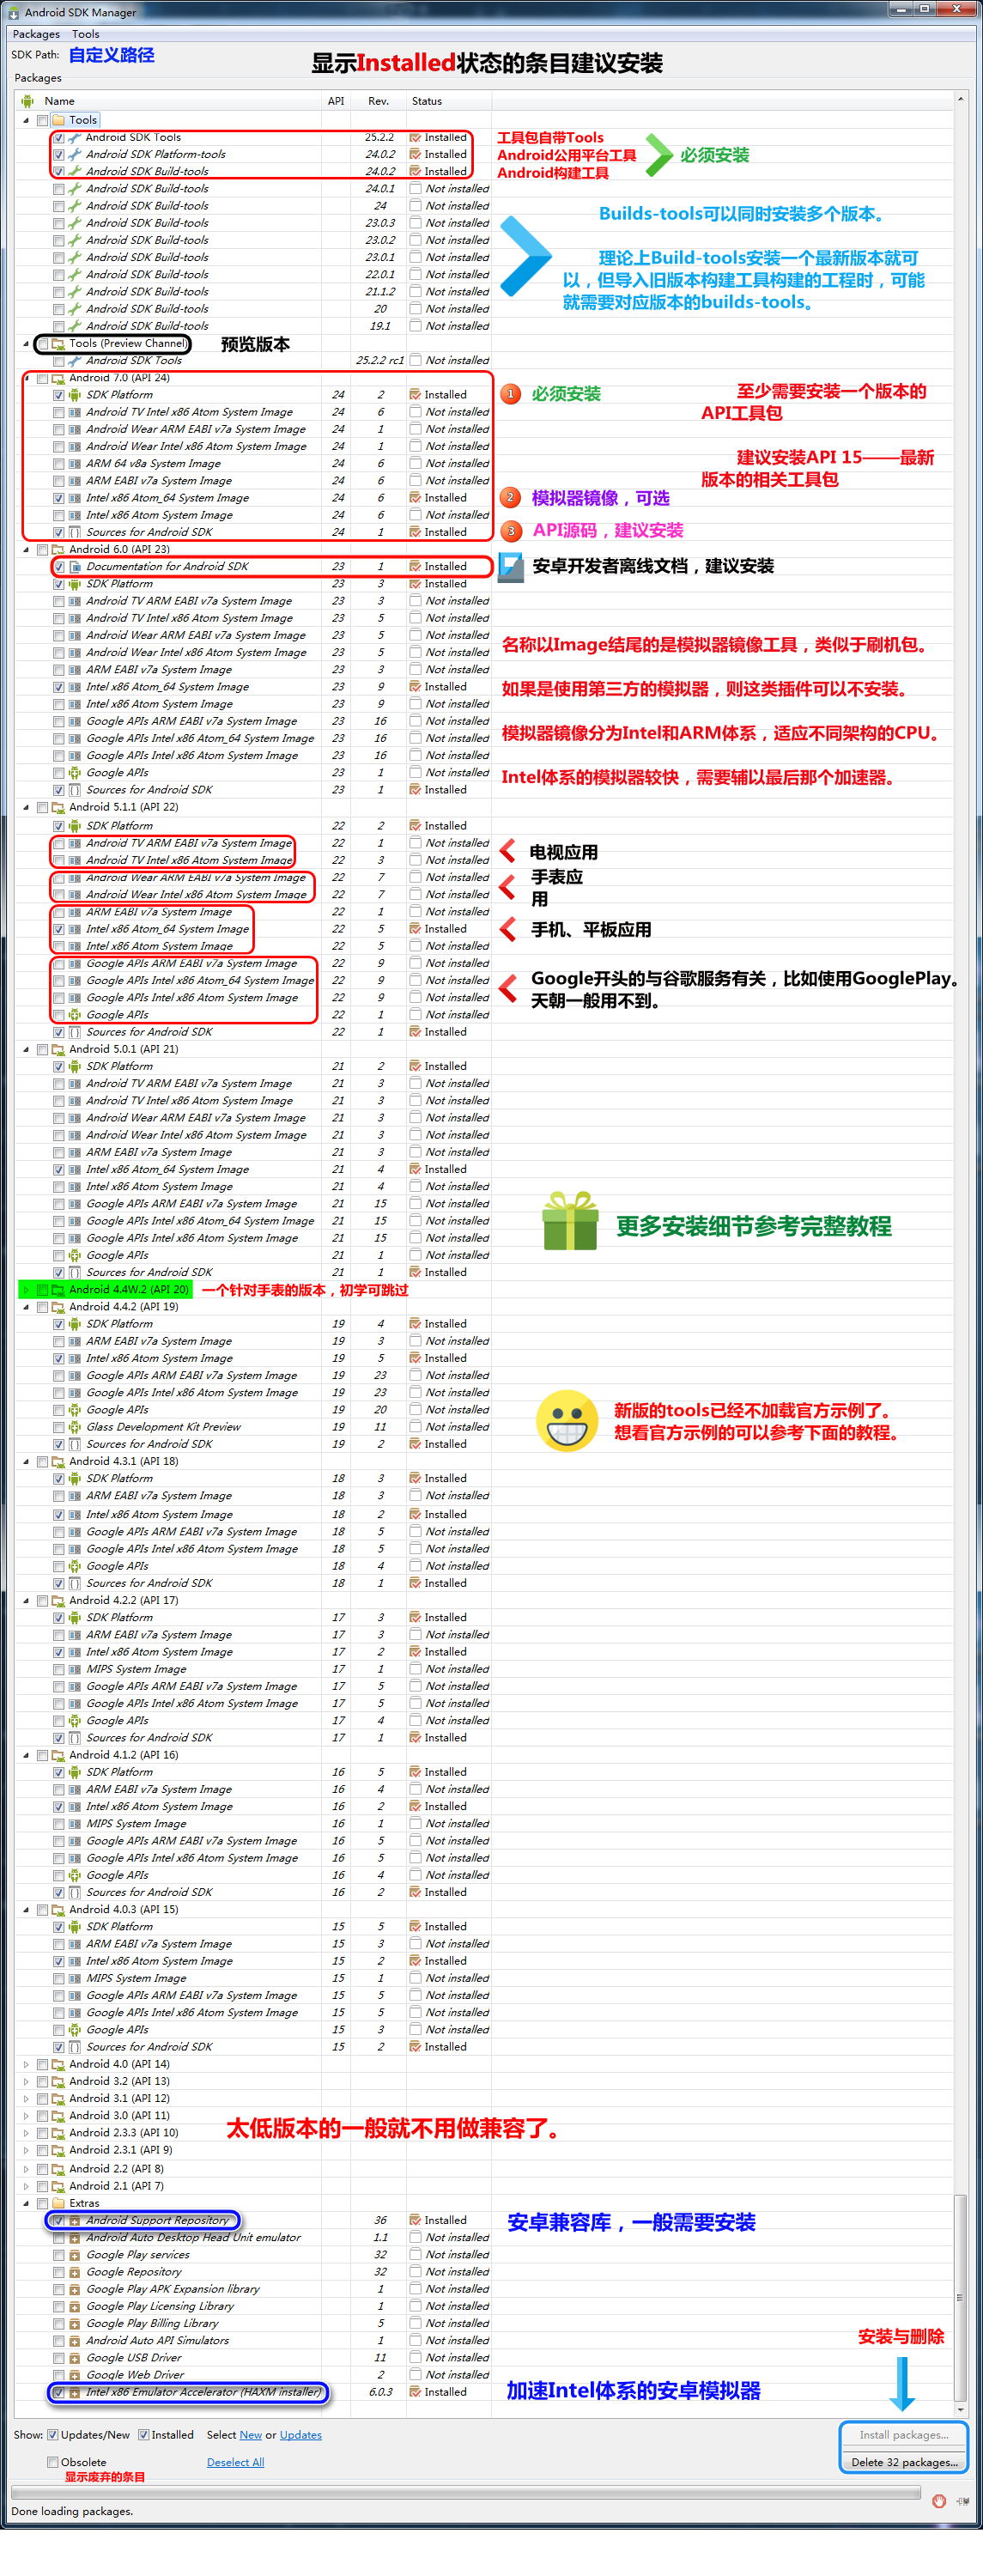 Android SDK Manager
Packages Tools
SDK Path: 自定义路径
显示Installed状态的条目建议安装
Packages
Name API Rev. Status
Tools
Android SDK Tools 25.2.2 Installed 工具包自带Tools
Android SDK Platform-tools 24.0.2 Installed Android公用平台工具 必须安装
Android SDK Build-tools 24.0.2 Installed Android构建工具
Android SDK Build-tools 24.0.1 Not installed
Android SDK Build-tools 24 Not installed Builds-tools可以同时安装多个版本。
Android SDK Build-tools 23.0.3 Not installed
Android SDK Build-tools 23.0.2 Not installed
Android SDK Build-tools 23.0.1 Not installed 理论上Build-tools安装一个最新版本就可
Android SDK Build-tools 22.0.1 Not installed 以，但导入旧版本构建工具构建的工程时，可能
Android SDK Build-tools 21.1.2 Not installed 就需要对应版本的builds-tools。
Android SDK Build-tools 20 Not installed
Android SDK Build-tools 19.1 Not installed
Tools (Preview Channel) 预览版本
Android SDK Tools 25.2.2 rc1 Not installed
Android 7.0 (API 24)
SDK Platform 24 2 Installed 1 必须安装 至少需要安装一个版本的
Android TV Intel x86 Atom System Image 24 6 Not installed API工具包
Android Wear ARM EABI v7a System Image 24 1 Not installed
Android Wear Intel x86 Atom System Image 24 1 Not installed 建议安装API 15——最新
ARM 64 v8a System Image 24 6 Not installed 版本的相关工具包
ARM EABI v7a System Image 24 6 Not installed
Intel x86 Atom_64 System Image 24 6 Installed 2 模拟器镜像，可选
Intel x86 Atom System Image 24 6 Not installed
Sources for Android SDK 24 1 Installed 3 API源码，建议安装
Android 6.0 (API 23)
Documentation for Android SDK 23 1 Installed 安卓开发者离线文档，建议安装
SDK Platform 23 3 Installed
Android TV ARM EABI v7a System Image 23 3 Not installed
Android TV Intel x86 Atom System Image 23 5 Not installed
Android Wear ARM EABI v7a System Image 23 5 Not installed
Android Wear Intel x86 Atom System Image 23 5 Not installed 名称以Image结尾的是模拟器镜像工具，类似于刷机包。
ARM EABI v7a System Image 23 3 Not installed
Intel x86 Atom_64 System Image 23 9 Installed 如果是使用第三方的模拟器，则这类插件可以不安装。
Intel x86 Atom System Image 23 9 Not installed
Google APIs ARM EABI v7a System Image 23 16 Not installed
Google APIs Intel x86 Atom_64 System Image 23 16 Not installed 模拟器镜像分为Intel和ARM体系，适应不同架构的CPU。
Google APIs Intel x86 Atom System Image 23 16 Not installed
Google APIs 23 1 Not installed Intel体系的模拟器较快，需要辅以最后那个加速器。
Sources for Android SDK 23 1 Installed
Android 5.1.1 (API 22)
SDK Platform 22 2 Installed
Android TV ARM EABI v7a System Image 22 1 Not installed 电视应用
Android TV Intel x86 Atom System Image 22 3 Not installed
Android Wear ARM EABI v7a System Image 22 7 Not installed 手表应
Android Wear Intel x86 Atom System Image 22 7 Not installed 用
ARM EABI v7a System Image 22 1 Not installed
Intel x86 Atom_64 System Image 22 5 Installed 手机、平板应用
Intel x86 Atom System Image 22 5 Not installed
Google APIs ARM EABI v7a System Image 22 9 Not installed
Google APIs Intel x86 Atom_64 System Image 22 9 Not installed Google开头的与谷歌服务有关，比如使用GooglePlay。
Google APIs Intel x86 Atom System Image 22 9 Not installed 天朝一般用不到。
Google APIs 22 1 Not installed
Sources for Android SDK 22 1 Installed
Android 5.0.1 (API 21)
SDK Platform 21 2 Installed
Android TV ARM EABI v7a System Image 21 3 Not installed
Android TV Intel x86 Atom System Image 21 3 Not installed
Android Wear ARM EABI v7a System Image 21 3 Not installed
Android Wear Intel x86 Atom System Image 21 3 Not installed
ARM EABI v7a System Image 21 3 Not installed
Intel x86 Atom_64 System Image 21 4 Installed
Intel x86 Atom System Image 21 4 Not installed
Google APIs ARM EABI v7a System Image 21 15 Not installed
Google APIs Intel x86 Atom_64 System Image 21 15 Not installed 更多安装细节参考完整教程
Google APIs Intel x86 Atom System Image 21 15 Not installed
Google APIs 21 1 Not installed
Sources for Android SDK 21 1 Installed
Android 4.4W.2 (API 20) 一个针对手表的版本，初学可跳过
Android 4.4.2 (API 19)
SDK Platform 19 4 Installed
ARM EABI v7a System Image 19 3 Not installed
Intel x86 Atom System Image 19 5 Installed
Google APIs ARM EABI v7a System Image 19 23 Not installed
Google APIs Intel x86 Atom System Image 19 23 Not installed
Google APIs 19 20 Not installed 新版的tools已经不加载官方示例了。
Glass Development Kit Preview 19 11 Not installed 想看官方示例的可以参考下面的教程。
Sources for Android SDK 19 2 Installed
Android 4.3.1 (API 18)
SDK Platform 18 3 Installed
ARM EABI v7a System Image 18 3 Not installed
Intel x86 Atom System Image 18 2 Installed
Google APIs ARM EABI v7a System Image 18 5 Not installed
Google APIs Intel x86 Atom System Image 18 5 Not installed
Google APIs 18 4 Not installed
Sources for Android SDK 18 1 Installed
Android 4.2.2 (API 17)
SDK Platform 17 3 Installed
ARM EABI v7a System Image 17 3 Not installed
Intel x86 Atom System Image 17 2 Installed
MIPS System Image 17 1 Not installed
Google APIs ARM EABI v7a System Image 17 5 Not installed
Google APIs Intel x86 Atom System Image 17 5 Not installed
Google APIs 17 4 Not installed
Sources for Android SDK 17 1 Installed
Android 4.1.2 (API 16)
SDK Platform 16 5 Installed
ARM EABI v7a System Image 16 4 Not installed
Intel x86 Atom System Image 16 2 Installed
MIPS System Image 16 1 Not installed
Google APIs ARM EABI v7a System Image 16 5 Not installed
Google APIs Intel x86 Atom System Image 16 5 Not installed
Google APIs 16 4 Not installed
Sources for Android SDK 16 2 Installed
Android 4.0.3 (API 15)
SDK Platform 15 5 Installed
ARM EABI v7a System Image 15 3 Not installed
Intel x86 Atom System Image 15 2 Installed
MIPS System Image 15 1 Not installed
Google APIs ARM EABI v7a System Image 15 5 Not installed
Google APIs Intel x86 Atom System Image 15 5 Not installed
Google APIs 15 3 Not installed
Sources for Android SDK 15 2 Installed
Android 4.0 (API 14)
Android 3.2 (API 13)
Android 3.1 (API 12)
Android 3.0 (API 11)
Android 2.3.3 (API 10) 太低版本的一般就不用做兼容了。
Android 2.3.1 (API 9)
Android 2.2 (API 8)
Android 2.1 (API 7)
Extras
Android Support Repository 36 Installed 安卓兼容库，一般需要安装
Android Auto Desktop Head Unit emulator 1.1 Not installed
Google Play services 32 Not installed
Google Repository 32 Not installed
Google Play APK Expansion library 1 Not installed
Google Play Licensing Library 1 Not installed
Google Play Billing Library 5 Not installed
Android Auto API Simulators 1 Not installed 安装与删除
Google USB Driver 11 Not installed
Google Web Driver 2 Not installed
Intel x86 Emulator Accelerator (HAXM installer) 6.0.3 Installed 加速Intel体系的安卓模拟器
Show: Updates/New Installed Select New or Updates Install packages...
Obsolete Deselect All Delete 32 packages...
显示废弃的条目
Done loading packages.